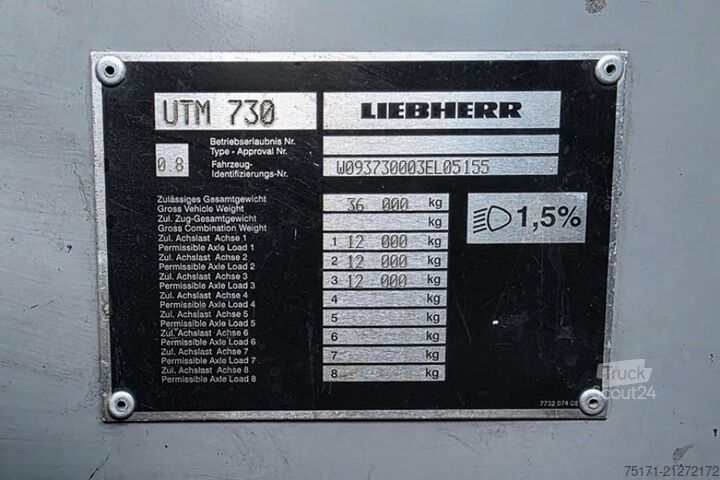 UTM 730 LIEBHERR
Betriebserlaubnis Nr.
Type - Approval Nr.
0.8 Fahrzeug- W093730003EL05155
Identifizierungs-Nr.
Zulässiges Gesamtgewicht
Gross Vehicle Weight 36 000 kg
Zul. Zug-Gesamtgewicht
Gross Combination Weight kg
1,5%
Zul. Achslast Achse 1
Permissible Axle Load 1 1 12 000 kg
Zul. Achslast Achse 2
Permissible Axle Load 2 2 12 000 kg
Zul. Achslast Achse 3
Permissible Axle Load 3 3 12 000 kg
Zul. Achslast Achse 4
Permissible Axle Load 4 4 kg
Zul. Achslast Achse 5
Permissible Axle Load 5 5 kg
Zul. Achslast Achse 6
Permissible Axle Load 6 6 kg
Zul. Achslast Achse 7
Permissible Axle Load 7 7 kg
Zul. Achslast Achse 8
Permissible Axle Load 8 8 kg
7732 074 03
Truck
scout24
75171-21272172